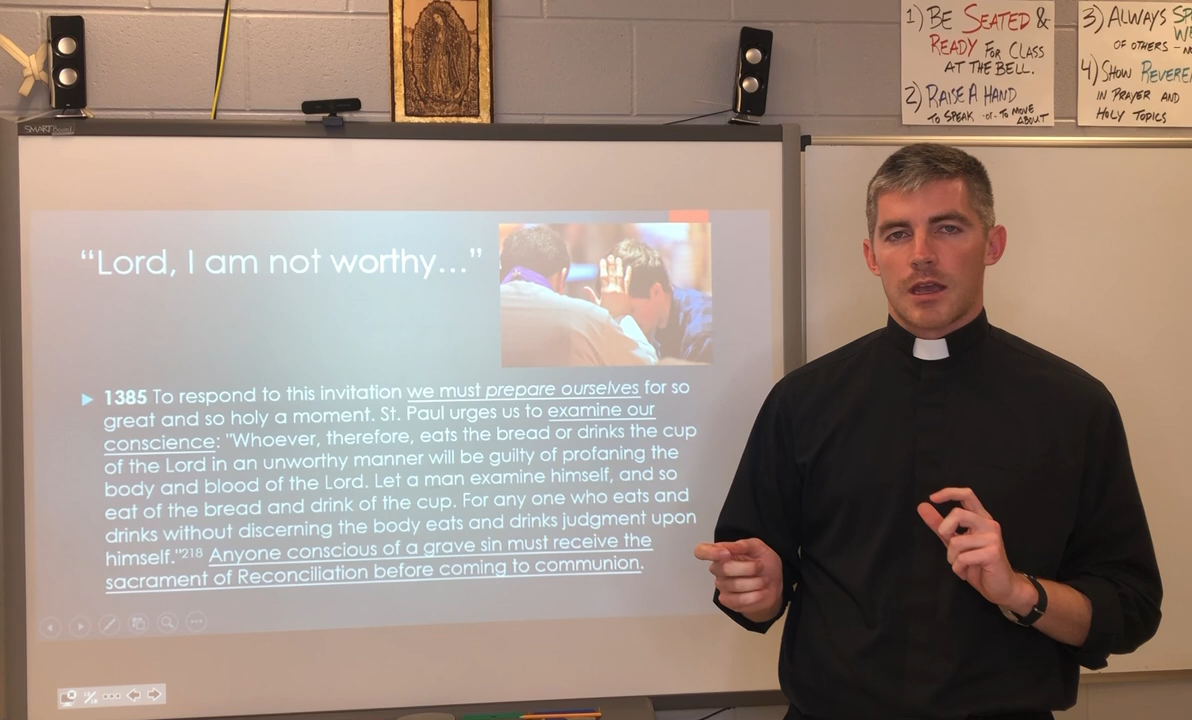 1) BE SEATED &
READY FOR CLASS
AT THE BELL.
2) RAISE A HAND
TO SPEAK -OR- TO MOVE
ABOUT
3) ALWAYS
OF OTHERS -
4) SHOW
IN PRAYER AND
HOLY TOPICS
SMART Board
“Lord, I am not worthy…”
1385 To respond to this invitation we must prepare ourselves for so
great and so holy a moment. St. Paul urges us to examine our
conscience: "Whoever, therefore, eats the bread or drinks the cup
of the Lord in an unworthy manner will be guilty of profaning the
body and blood of the Lord. Let a man examine himself, and so
eat of the bread and drink of the cup. For any one who eats and
drinks without discerning the body eats and drinks judgment upon
himself."218 Anyone conscious of a grave sin must receive the
sacrament of Reconciliation before coming to communion.